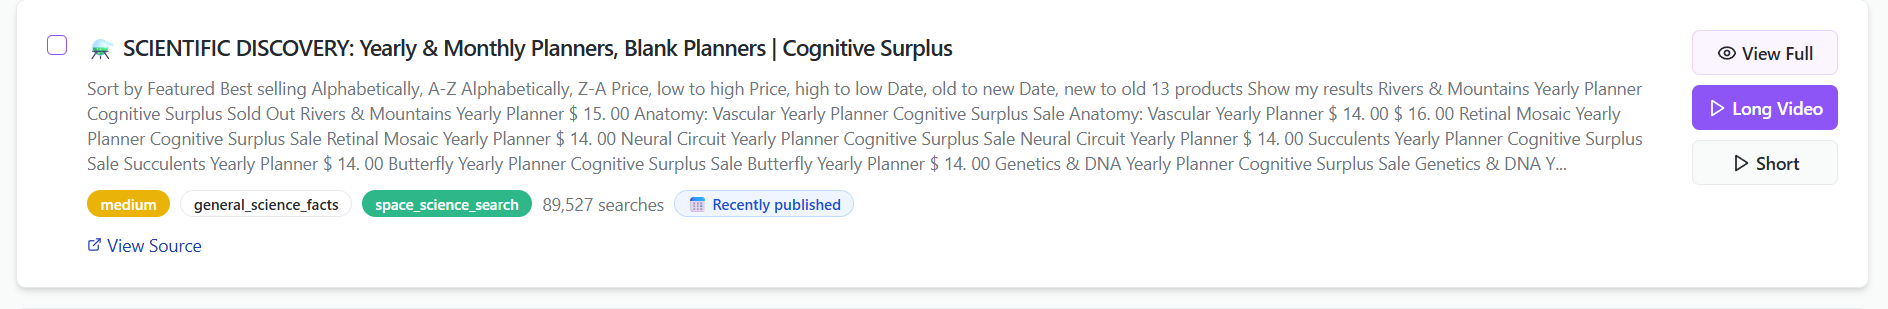 SCIENTIFIC DISCOVERY: Yearly & Monthly Planners, Blank Planners | Cognitive Surplus
View Full
Sort by Featured Best selling Alphabetically, A-Z Alphabetically, Z-A Price, low to high Price, high to low Date, old to new Date, new to old 13 products Show my results Rivers & Mountains Yearly Planner
Cognitive Surplus Sold Out Rivers & Mountains Yearly Planner $ 15. 00 Anatomy: Vascular Yearly Planner Cognitive Surplus Sale Anatomy: Vascular Yearly Planner $ 14. 00 $ 16. 00 Retinal Mosaic Yearly
Long Video
Planner Cognitive Surplus Sale Retinal Mosaic Yearly Planner $ 14. 00 Neural Circuit Yearly Planner Cognitive Surplus Sale Neural Circuit Yearly Planner $ 14. 00 Succulents Yearly Planner Cognitive Surplus
Sale Succulents Yearly Planner $ 14. 00 Butterfly Yearly Planner Cognitive Surplus Sale Butterfly Yearly Planner $ 14. 00 Genetics & DNA Yearly Planner Cognitive Surplus Sale Genetics & DNA Y...
Short
medium general_science_facts space_science_search 89,527 searches Recently published
View Source